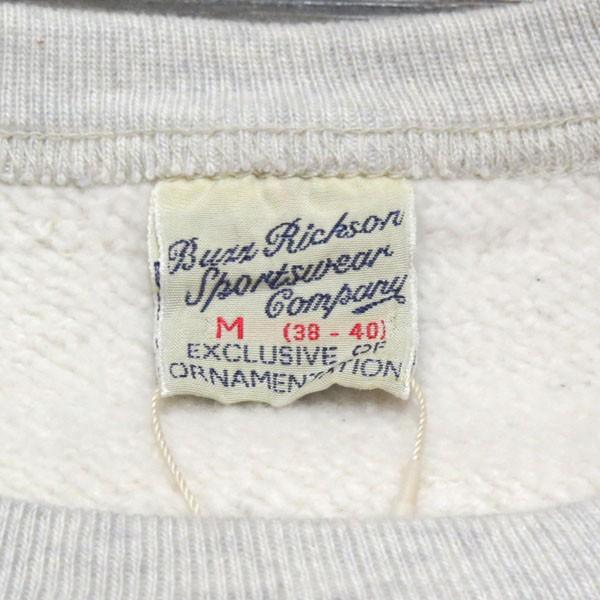 Buzz Rickson
Sportswear
Company
M (38 - 40)
EXCLUSIVE OF
ORNAMENTATION